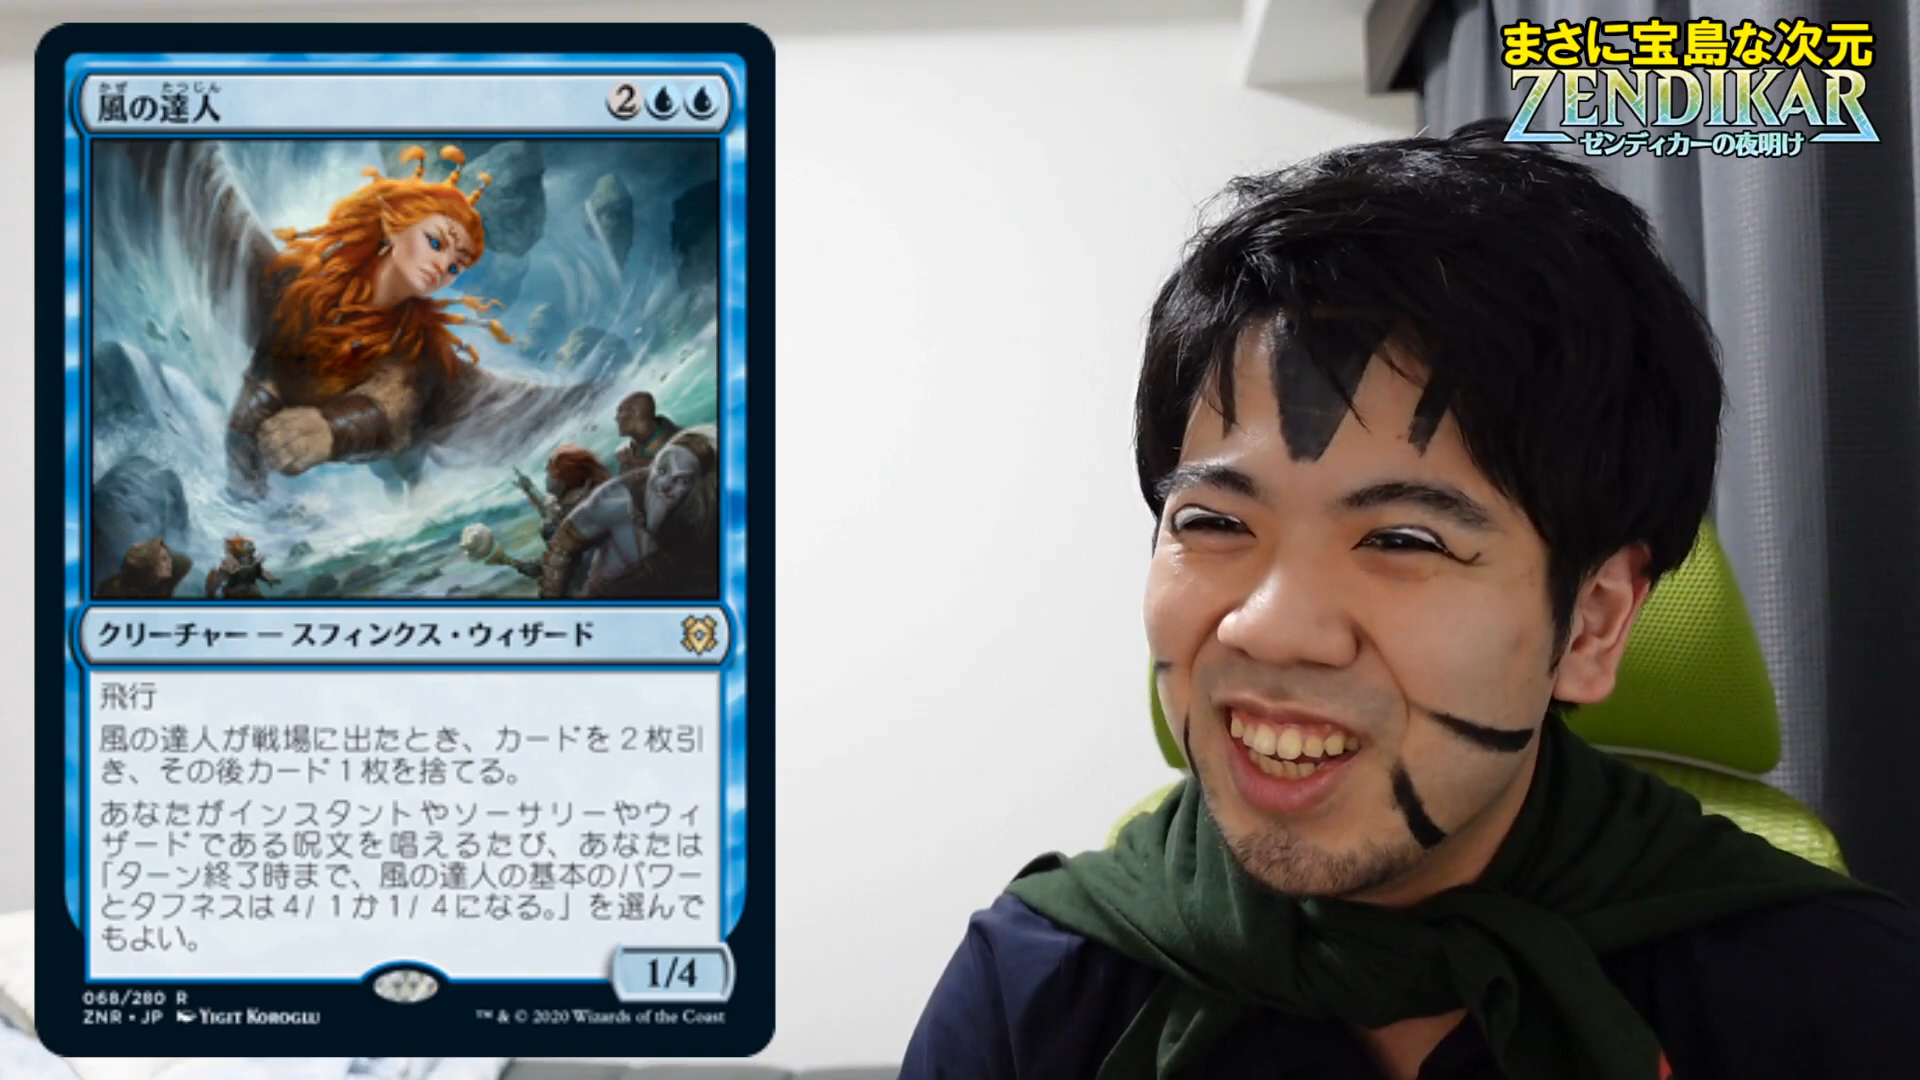 かぜ たつじん
風の達人
2
クリーチャー — スフィンクス・ウィザード
飛行
風の達人が戦場に出たとき、カードを2枚引
き、その後カード1枚を捨てる。
あなたがインスタントやソーサリーやウィ
ザードである呪文を唱えるたび、あなたは
「ターン終了時まで、風の達人の基本のパワー
とタフネスは4/1か1/4になる。」を選んで
もよい。
1/4
068/280 R
ZNR • JP YIGIT KOROGLU
™ & © 2020 Wizards of the Coast
まさに宝島な次元
ZENDIKAR
ゼンディカーの夜明け